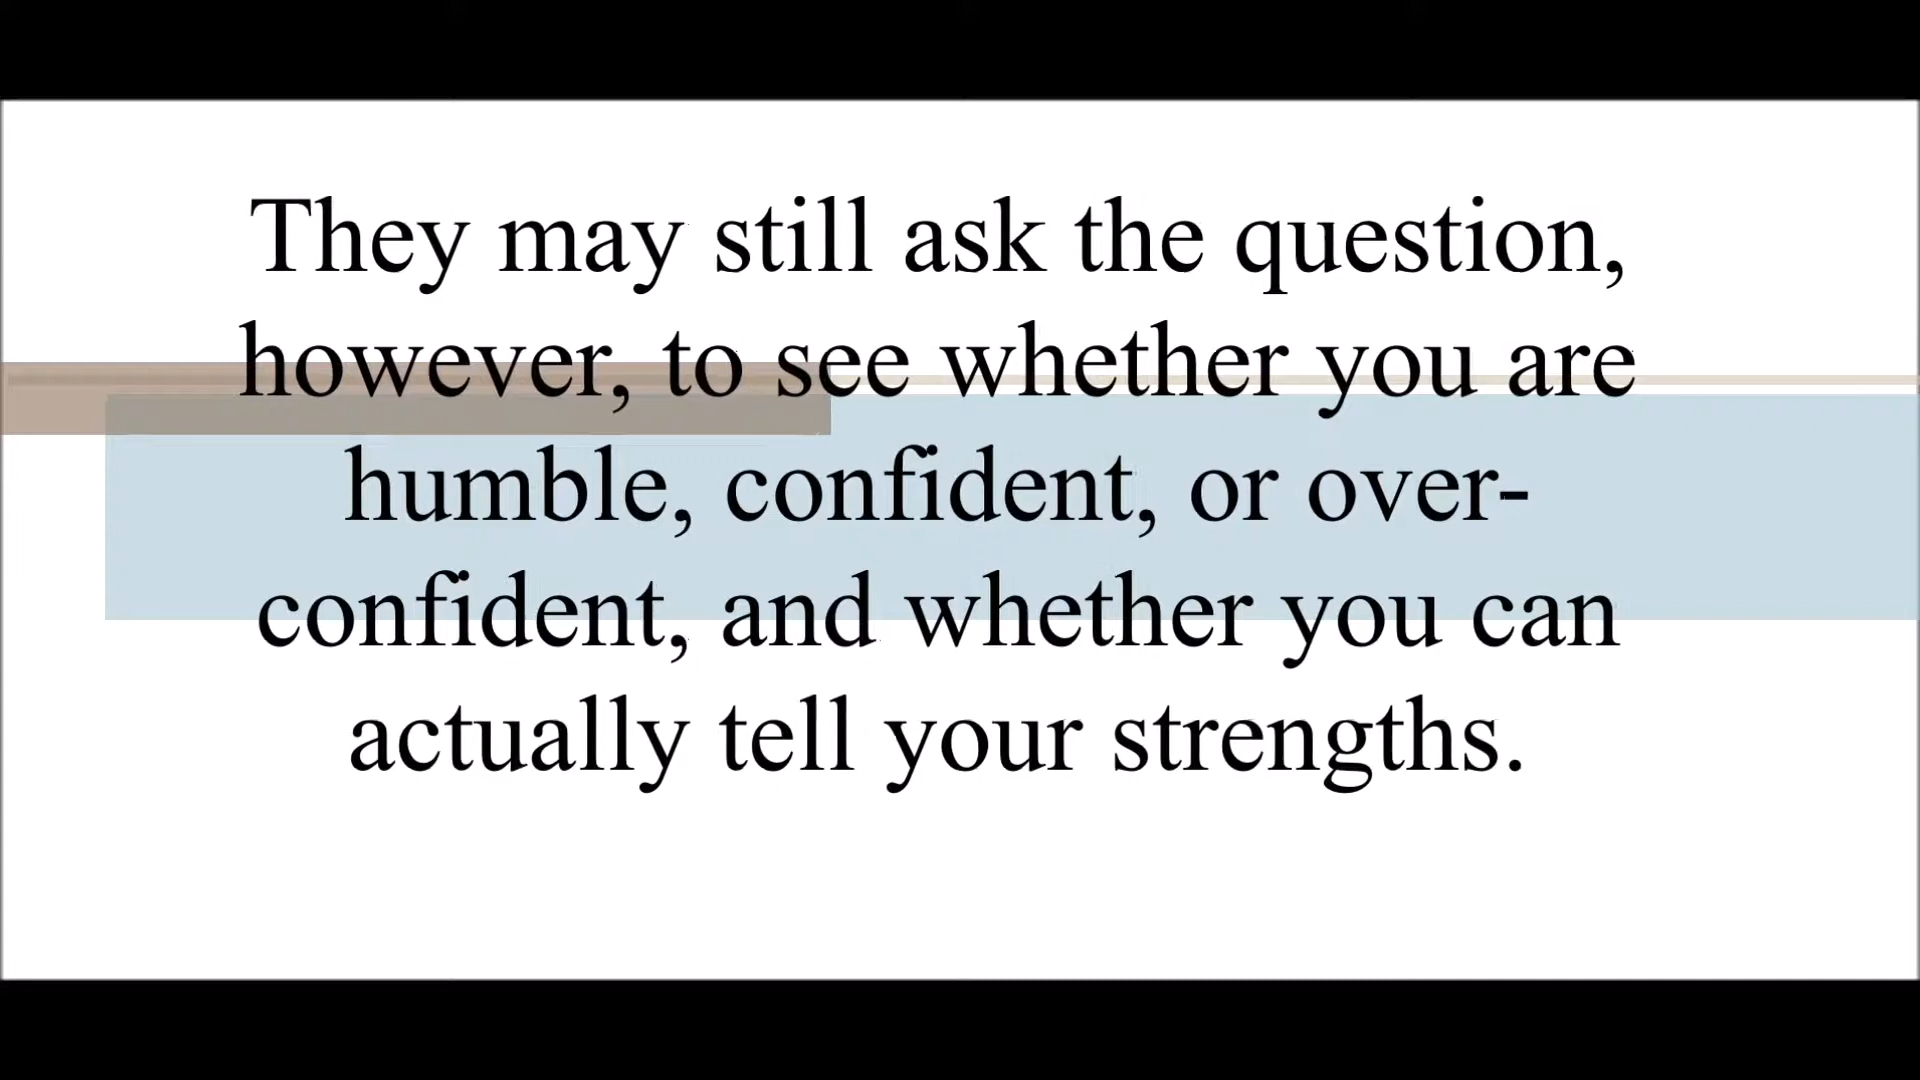 They may still ask the question,
however, to see whether you are
humble, confident, or over-
confident, and whether you can
actually tell your strengths.